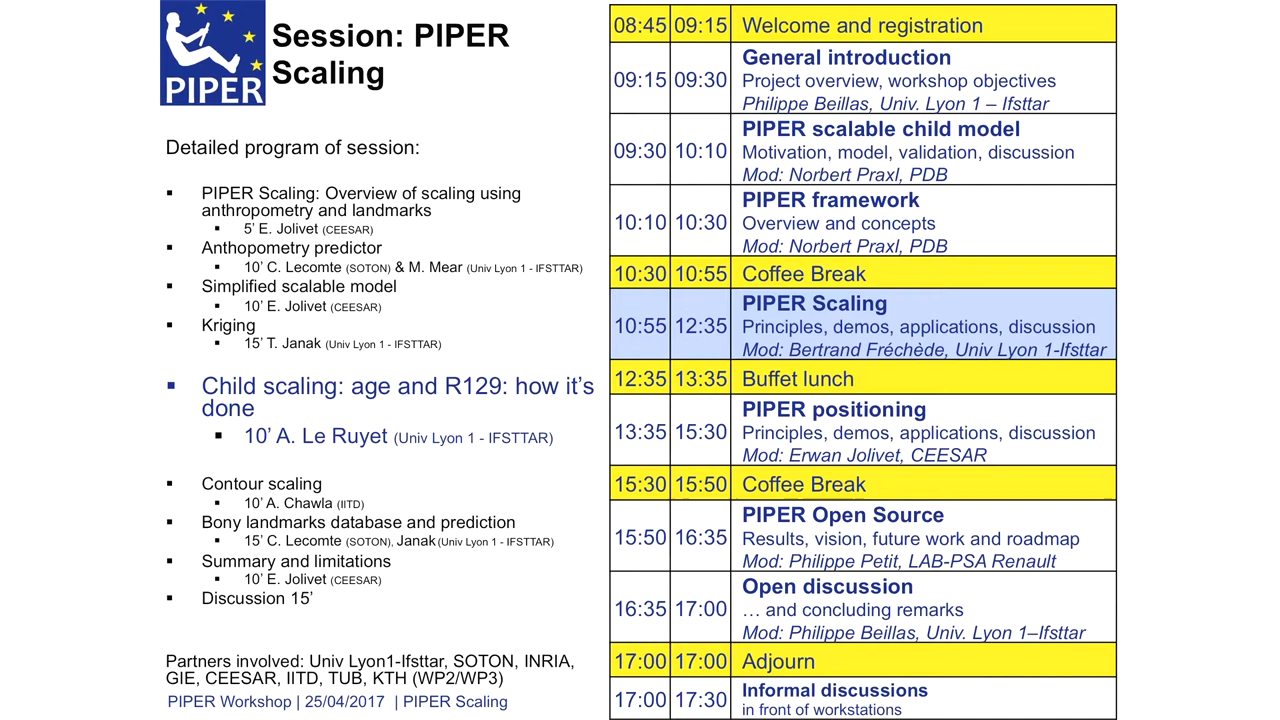 PIPER
Session: PIPER
Scaling
Detailed program of session:
▪ PIPER Scaling: Overview of scaling using
anthropometry and landmarks
▪ 5’ E. Jolivet (CEESAR)
▪ Anthopometry predictor
▪ 10’ C. Lecomte (SOTON) & M. Mear (Univ Lyon 1 - IFSTTAR)
▪ Simplified scalable model
▪ 10’ E. Jolivet (CEESAR)
▪ Kriging
▪ 15’ T. Janak (Univ Lyon 1 - IFSTTAR)
▪ Child scaling: age and R129: how it’s
done
▪ 10’ A. Le Ruyet (Univ Lyon 1 - IFSTTAR)
▪ Contour scaling
▪ 10’ A. Chawla (IITD)
▪ Bony landmarks database and prediction
▪ 15’ C. Lecomte (SOTON), Janak (Univ Lyon 1 - IFSTTAR)
▪ Summary and limitations
▪ 10’ E. Jolivet (CEESAR)
▪ Discussion 15’
Partners involved: Univ Lyon1-Ifsttar, SOTON, INRIA,
GIE, CEESAR, IITD, TUB, KTH (WP2/WP3)
PIPER Workshop | 25/04/2017 | PIPER Scaling
08:45 09:15 Welcome and registration
General introduction
09:15 09:30 Project overview, workshop objectives
Philippe Beillas, Univ. Lyon 1 – Ifsttar
PIPER scalable child model
09:30 10:10 Motivation, model, validation, discussion
Mod: Norbert Praxl, PDB
PIPER framework
10:10 10:30 Overview and concepts
Mod: Norbert Praxl, PDB
10:30 10:55 Coffee Break
PIPER Scaling
10:55 12:35 Principles, demos, applications, discussion
Mod: Bertrand Fréchède, Univ Lyon 1-Ifsttar
12:35 13:35 Buffet lunch
PIPER positioning
13:35 15:30 Principles, demos, applications, discussion
Mod: Erwan Jolivet, CEESAR
15:30 15:50 Coffee Break
PIPER Open Source
15:50 16:35 Results, vision, future work and roadmap
Mod: Philippe Petit, LAB-PSA Renault
Open discussion
16:35 17:00 … and concluding remarks
Mod: Philippe Beillas, Univ. Lyon 1–Ifsttar
17:00 17:00 Adjourn
17:00 17:30 Informal discussions
in front of workstations